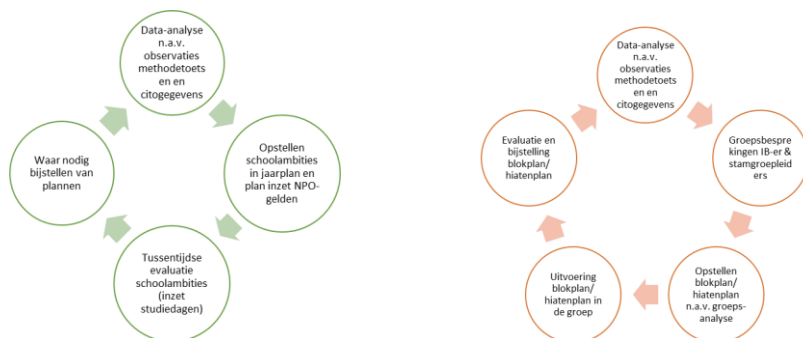 Data-analyse
n.a.v.
observaties
methodetoets
en en
citogegevens
Opstellen
schoolambities
in jaarplan en
plan inzet NPO-
gelden
Tussentijdse
evaluatie
schoolambities
(inzet
studiedagen)
Waar nodig
bijstellen van
plannen
Data-analyse
n.a.v.
observaties
methodetoets
en en
citogegevens
Groepsbespre
kingen IB-er &
stamgroepleid
ers
Opstellen
blokplan/
hiatenplan
n.a.v. groeps-
analyse
Uitvoering
blokplan/
hiatenplan in
de groep
Evaluatie en
bijstelling
blokplan/
hiatenplan